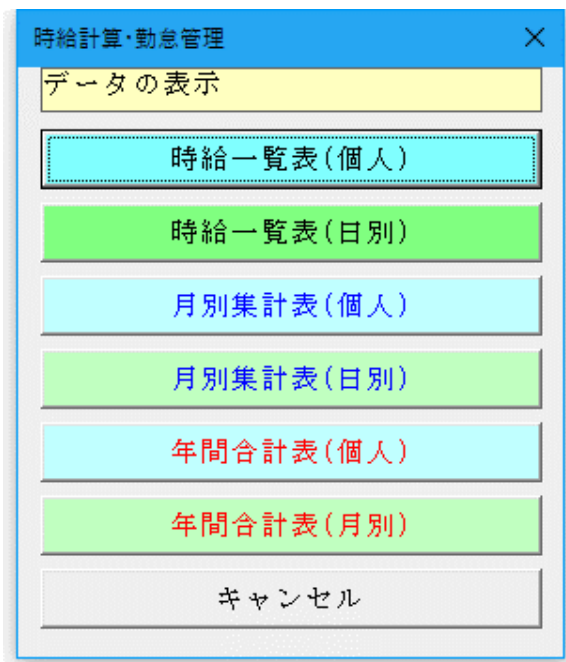 時給計算・勤怠管理
データの表示
時給一覧表(個人)
時給一覧表(日別)
月別集計表(個人)
月別集計表(日別)
年間合計表(個人)
年間合計表(月別)
キャンセル